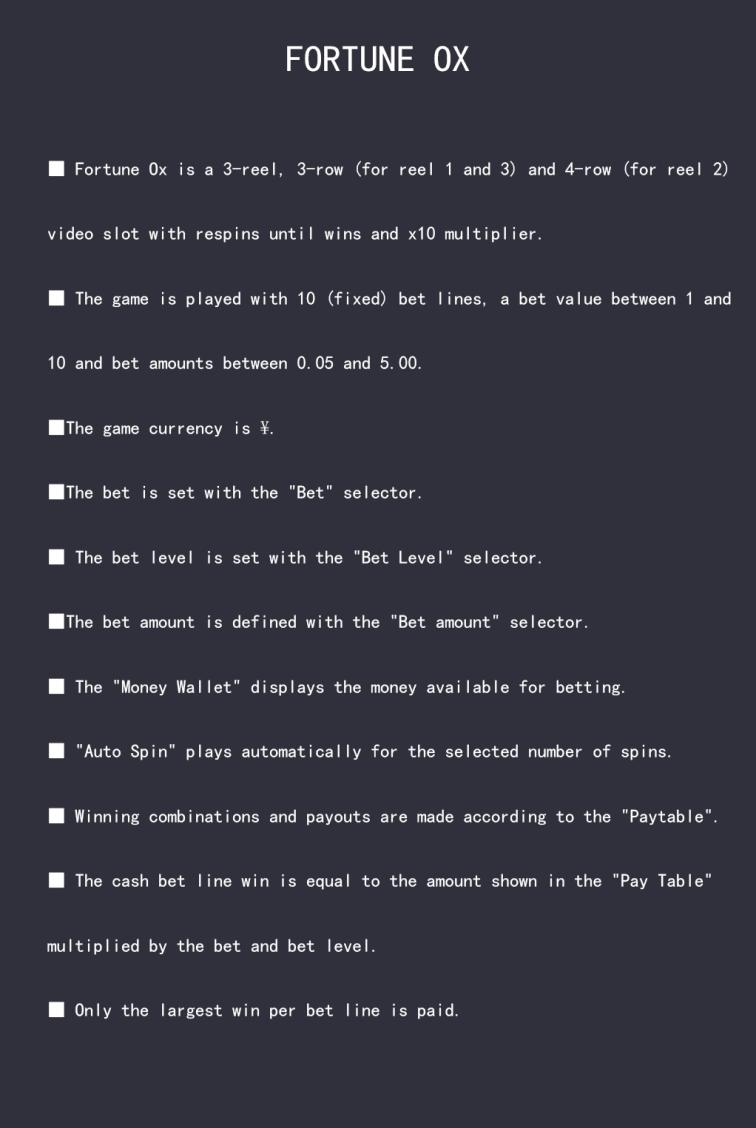 FORTUNE OX
■ Fortune Ox is a 3-reel, 3-row (for reel 1 and 3) and 4-row (for reel 2)
video slot with respins until wins and x10 multiplier.
■ The game is played with 10 (fixed) bet lines, a bet value between 1 and
10 and bet amounts between 0.05 and 5.00.
■The game currency is ¥.
■The bet is set with the "Bet" selector.
■ The bet level is set with the "Bet Level" selector.
■The bet amount is defined with the "Bet amount" selector.
■ The "Money Wallet" displays the money available for betting.
■ "Auto Spin" plays automatically for the selected number of spins.
■ Winning combinations and payouts are made according to the "Paytable".
■ The cash bet line win is equal to the amount shown in the "Pay Table"
multiplied by the bet and bet level.
■ Only the largest win per bet line is paid.